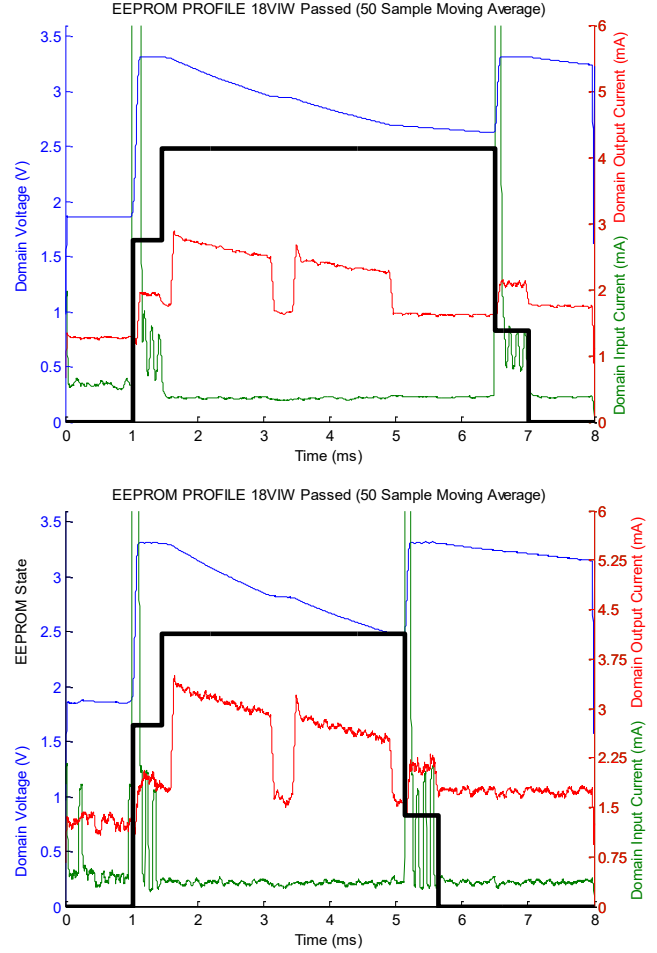 EEPROM PROFILE 18VIW Passed (50 Sample Moving Average)
Domain Voltage (V)
3.5
3
2.5
2
1.5
1
0.5
0
6
5
4
3
2
1
0
Domain Output Current (mA)
Domain Input Current (mA)
0 1 2 3 4 5 6 7 8
Time (ms)
EEPROM PROFILE 18VIW Passed (50 Sample Moving Average)
EEPROM State
Domain Voltage (V)
3.5
3
2.5
2
1.5
1
0.5
0
6
5.25
4.5
3.75
3
2.25
1.5
0.75
0
Domain Output Current (mA)
Domain Input Current (mA)
0 1 2 3 4 5 6 7 8
Time (ms)